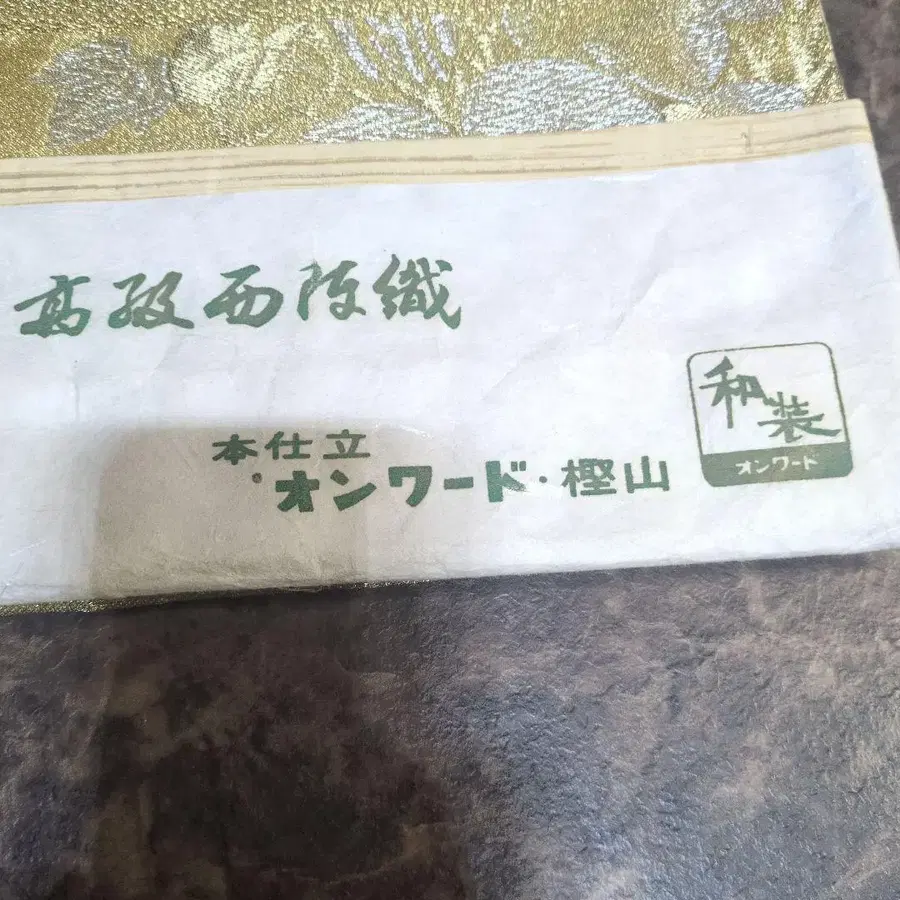 高級西陣織
和装
オンワード
本仕立
オンワード・樫山